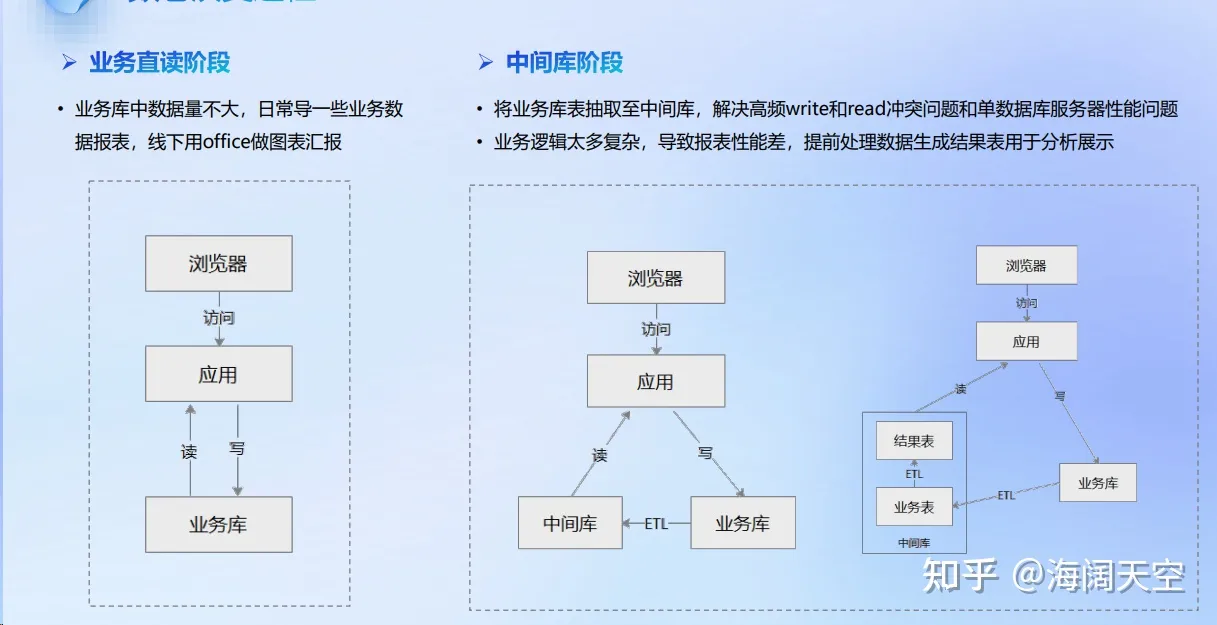 业务直读阶段
• 业务库中数据量不大，日常导一些业务数
据报表，线下用office做图表汇报
浏览器
访问
应用
读
写
业务库
中间库阶段
• 将业务库表抽取至中间库，解决高频write和read冲突问题和单数据库服务器性能问题
• 业务逻辑太多复杂，导致报表性能差，提前处理数据生成结果表用于分析展示
浏览器
访问
应用
读
写
中间库
ETL
业务库
浏览器
访问
应用
读
写
结果表
ETL
业务表
中间库
ETL
业务库
知乎 @海阔天空